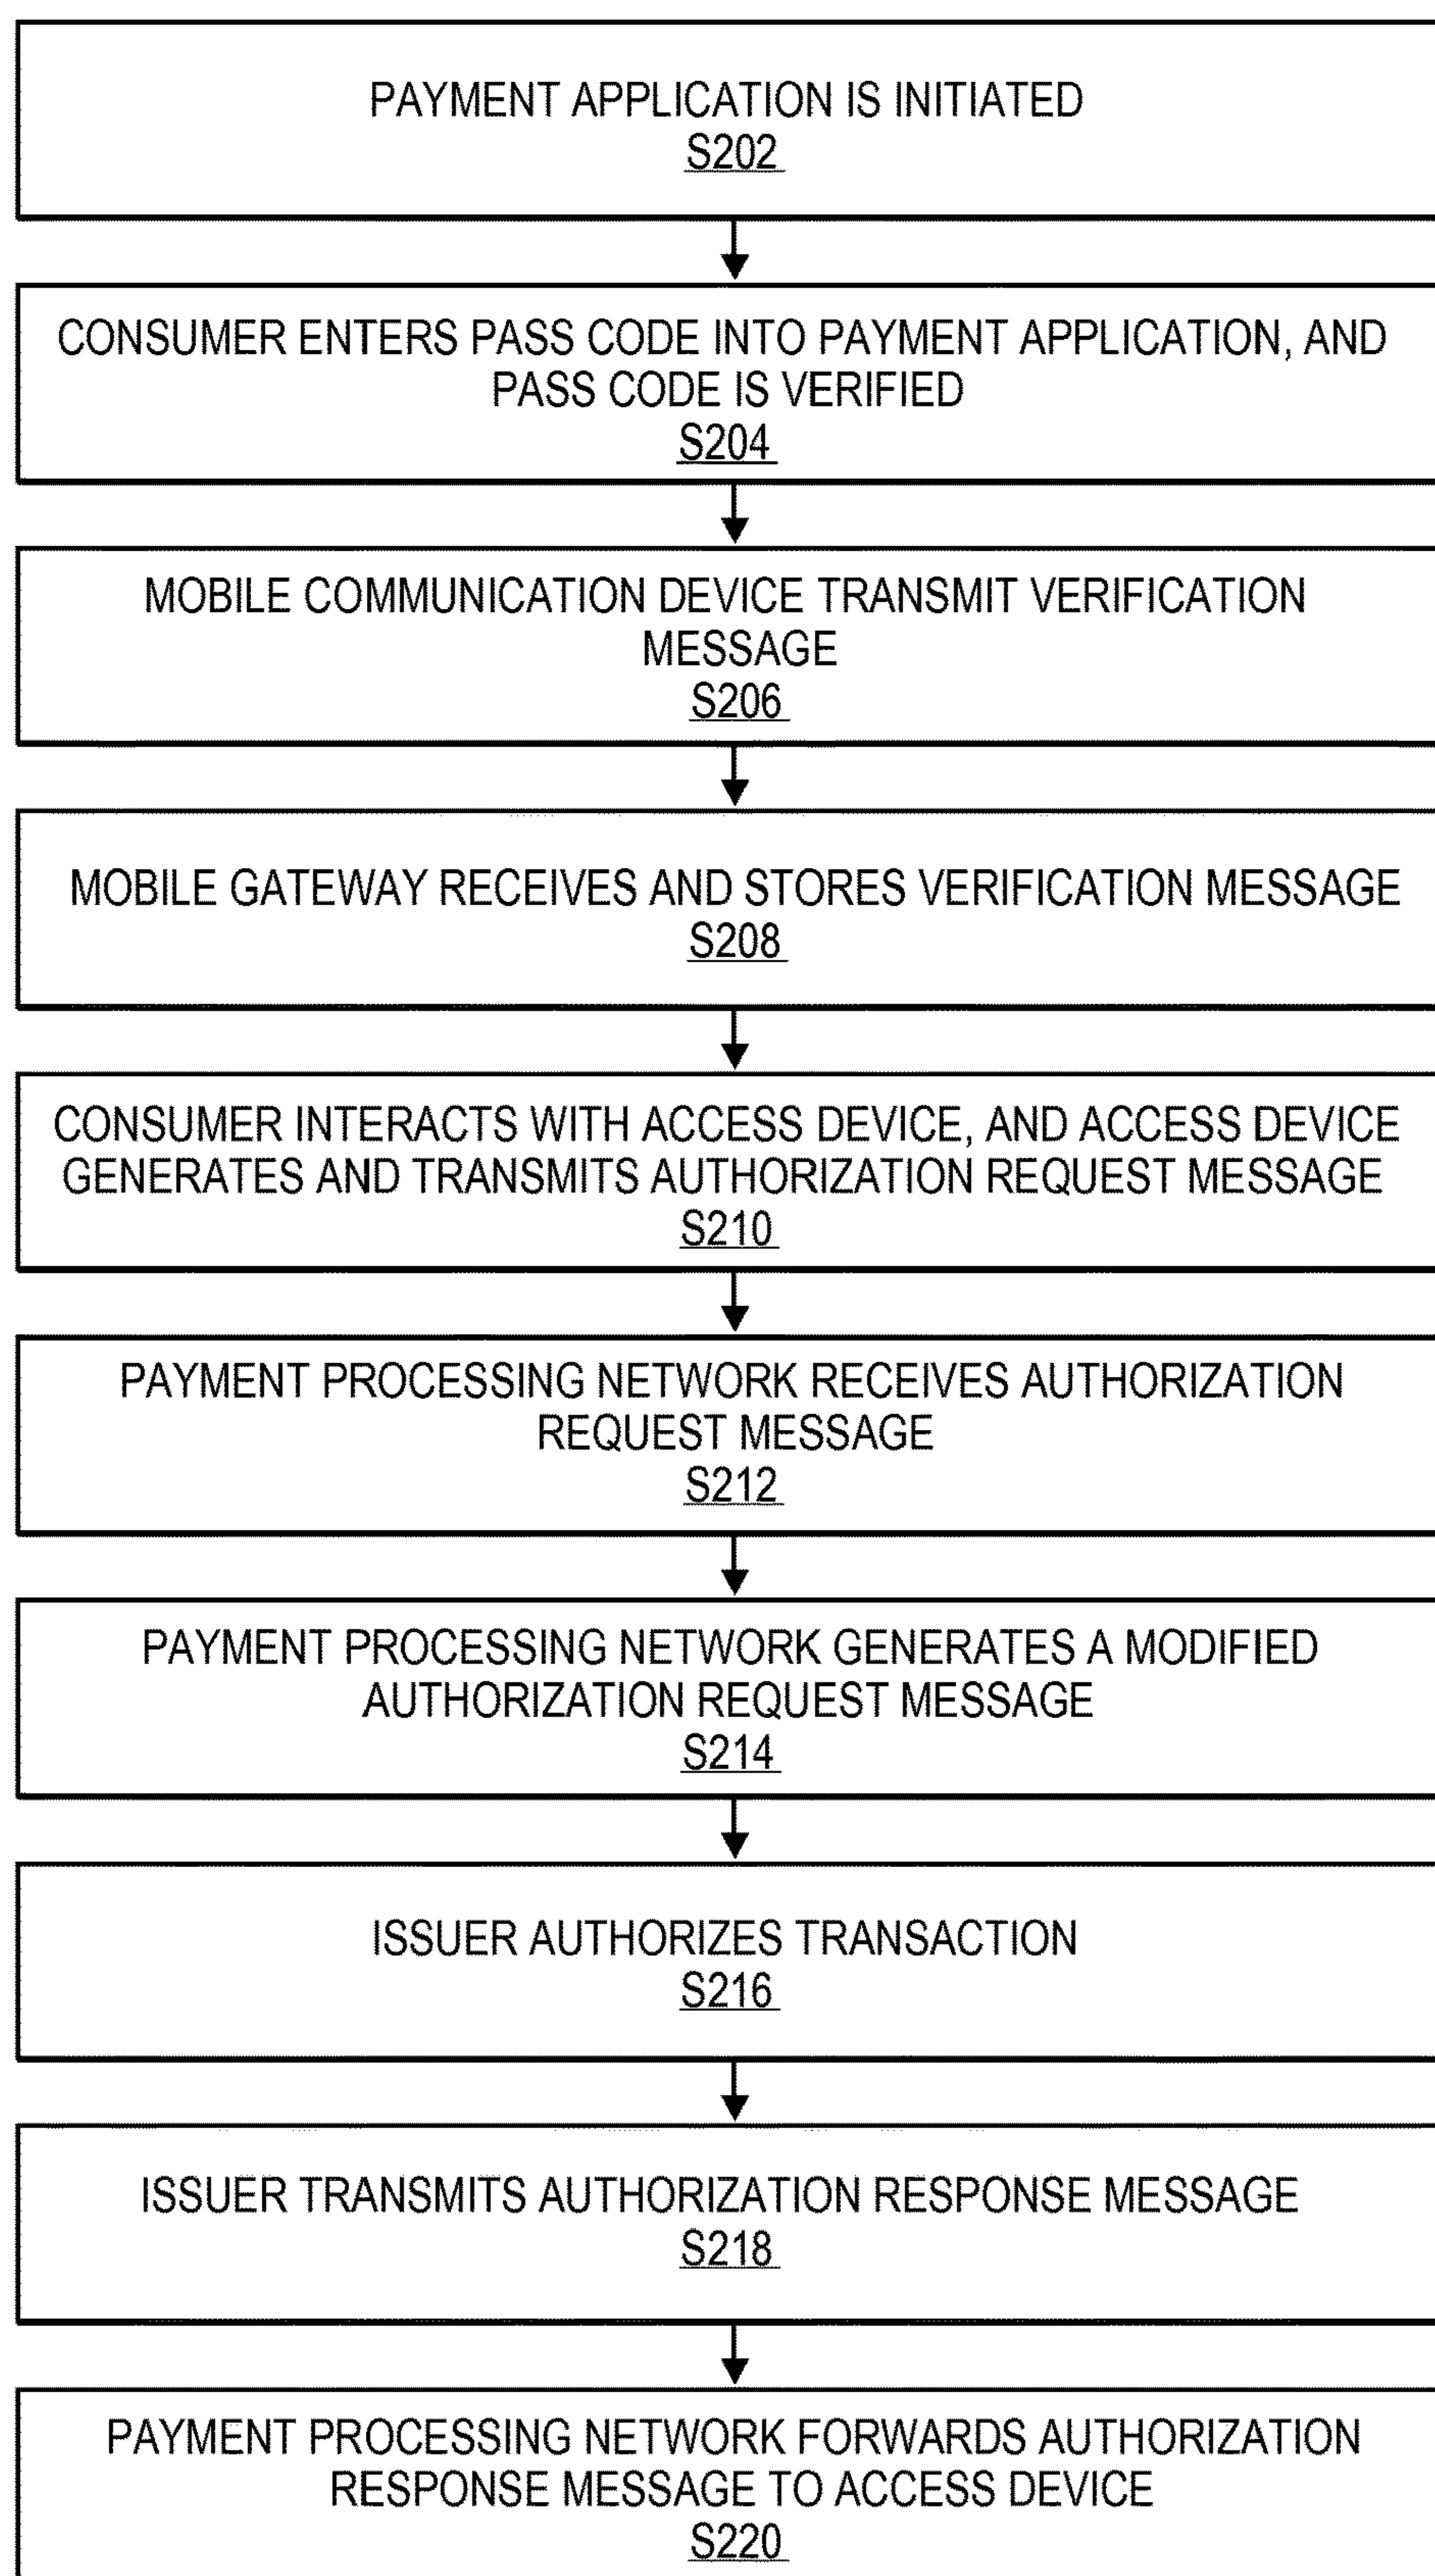 PAYMENT APPLICATION IS INITIATED
S202
CONSUMER ENTERS PASS CODE INTO PAYMENT APPLICATION, AND
PASS CODE IS VERIFIED
S204
MOBILE COMMUNICATION DEVICE TRANSMIT VERIFICATION
MESSAGE
S206
MOBILE GATEWAY RECEIVES AND STORES VERIFICATION MESSAGE
S208
CONSUMER INTERACTS WITH ACCESS DEVICE, AND ACCESS DEVICE
GENERATES AND TRANSMITS AUTHORIZATION REQUEST MESSAGE
S210
PAYMENT PROCESSING NETWORK RECEIVES AUTHORIZATION
REQUEST MESSAGE
S212
PAYMENT PROCESSING NETWORK GENERATES A MODIFIED
AUTHORIZATION REQUEST MESSAGE
S214
ISSUER AUTHORIZES TRANSACTION
S216
ISSUER TRANSMITS AUTHORIZATION RESPONSE MESSAGE
S218
PAYMENT PROCESSING NETWORK FORWARDS AUTHORIZATION
RESPONSE MESSAGE TO ACCESS DEVICE
S220